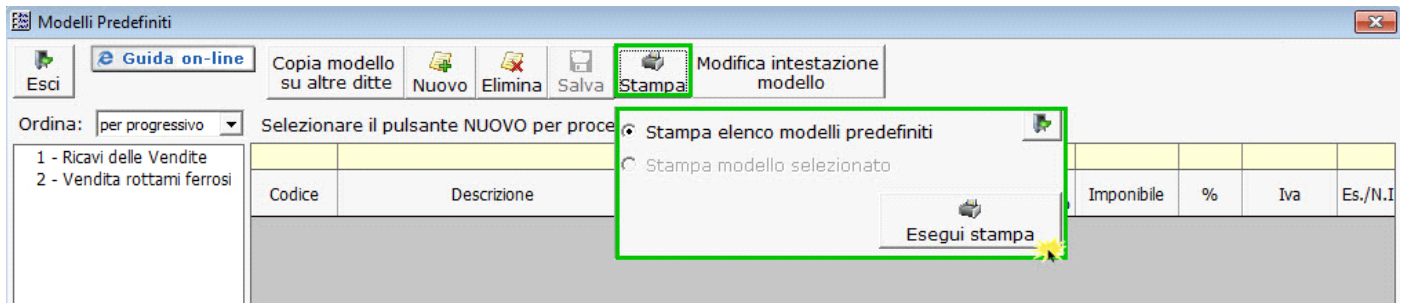 Modelli Predefiniti
Esci
Guida on-line
Copia modello
su altre ditte
Nuovo
Elimina
Salva
Stampa
Modifica intestazione
modello
Ordina:
per progressivo
Selezionare il pulsante NUOVO per proce
Stampa elenco modelli predefiniti
Stampa modello selezionato
Esegui stampa
1 - Ricavi delle Vendite
2 - Vendita rottami ferrosi
Codice
Descrizione
Imponibile
%
Iva
Es./N.I